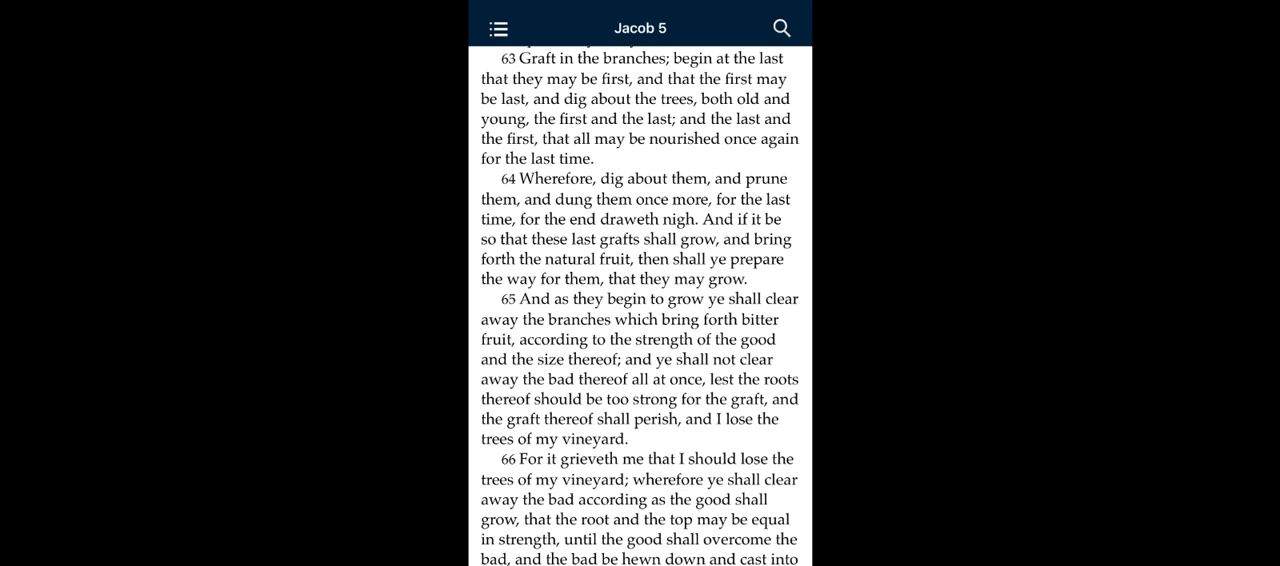 Jacob 5
63 Graft in the branches; begin at the last
that they may be first, and that the first may
be last, and dig about the trees, both old and
young, the first and the last; and the last and
the first, that all may be nourished once again
for the last time.
64 Wherefore, dig about them, and prune
them, and dung them once more, for the last
time, for the end draweth nigh. And if it be
so that these last grafts shall grow, and bring
forth the natural fruit, then shall ye prepare
the way for them, that they may grow.
65 And as they begin to grow ye shall clear
away the branches which bring forth bitter
fruit, according to the strength of the good
and the size thereof; and ye shall not clear
away the bad thereof all at once, lest the roots
thereof should be too strong for the graft, and
the graft thereof shall perish, and I lose the
trees of my vineyard.
66 For it grieveth me that I should lose the
trees of my vineyard; wherefore ye shall clear
away the bad according as the good shall
grow, that the root and the top may be equal
in strength, until the good shall overcome the
bad, and the bad be hewn down and cast into